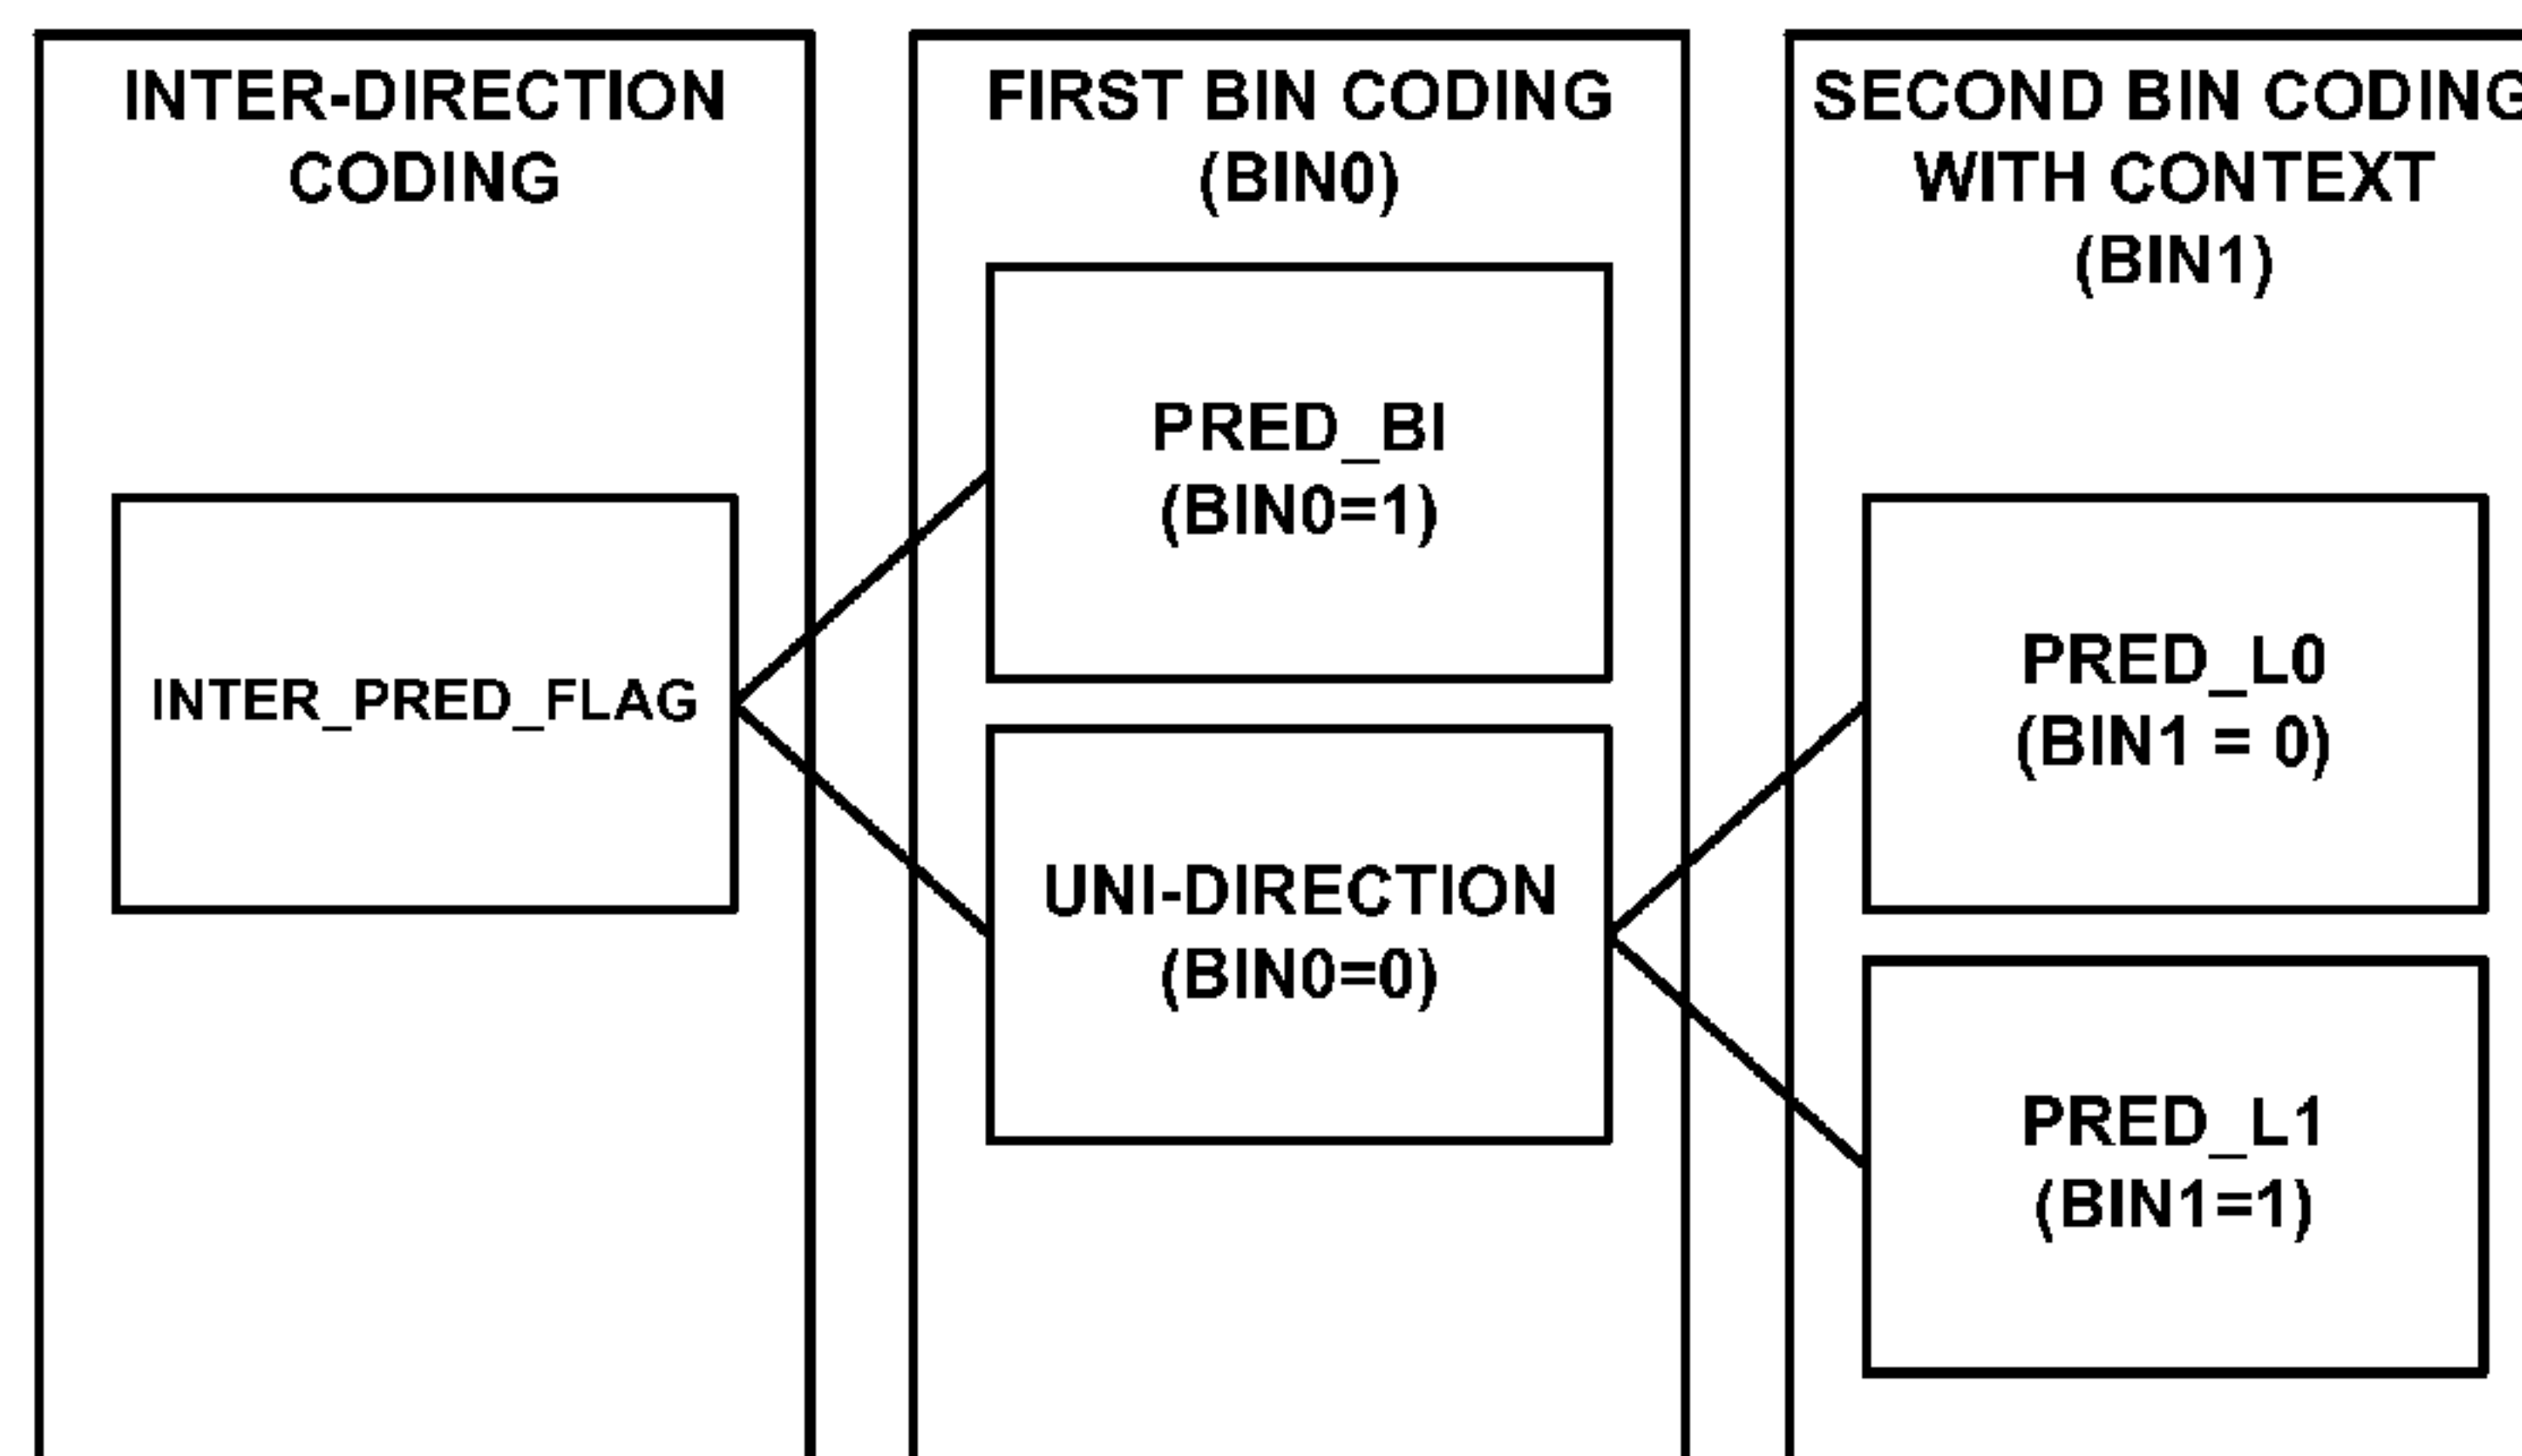 INTER-DIRECTION
CODING
INTER_PRED_FLAG
FIRST BIN CODING
(BIN0)
PRED_BI
(BIN0=1)
UNI-DIRECTION
(BIN0=0)
SECOND BIN CODING
WITH CONTEXT
(BIN1)
PRED_L0
(BIN1 = 0)
PRED_L1
(BIN1=1)